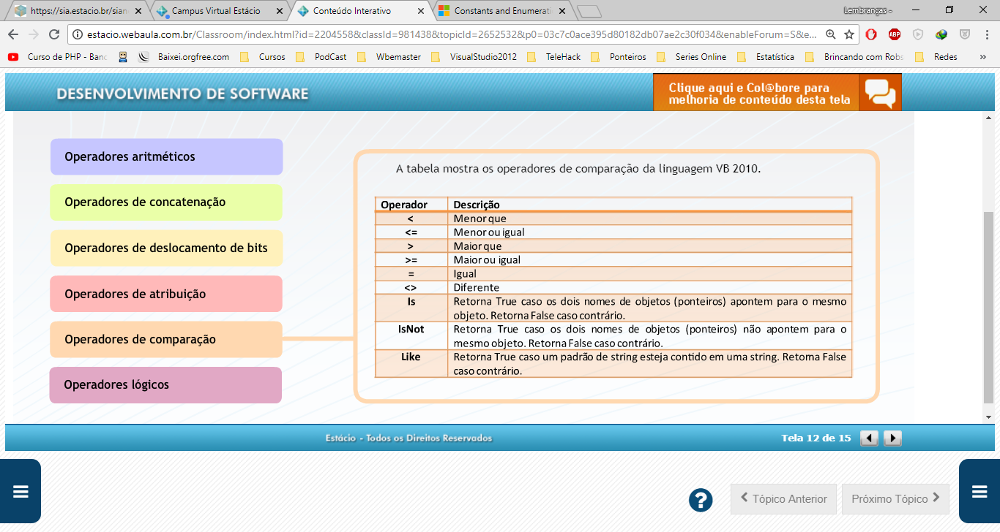 https://sia.estacio.br/sian
Campus Virtual Estácio
Conteúdo Interativo
Constants and Enumerati
Lembranças -
estacio.webaula.com.br/Classroom/index.html?id=2204558&classId=981438&topicId=2652532&p0=03c7c0ace395d80182db07ae2c30f034&enableForum=S&e...
ABP
Curso de PHP - Banc
Baixei.orgfree.com
Cursos
PodCast
Wbemaster
VisualStudio2012
TeleHack
Ponteiros
Series Online
Estatística
Brincando com Robs
Redes
»
DESENVOLVIMENTO DE SOFTWARE
Clique aqui e Col@bore para
melhoria de conteúdo desta tela
Operadores aritméticos
Operadores de concatenação
Operadores de deslocamento de bits
Operadores de atribuição
Operadores de comparação
Operadores lógicos
A tabela mostra os operadores de comparação da linguagem VB 2010.
Operador Descrição
< Menor que
<= Menor ou igual
> Maior que
>= Maior ou igual
= Igual
<> Diferente
Is Retorna True caso os dois nomes de objetos (ponteiros) apontem para o mesmo
objeto. Retorna False caso contrário.
IsNot Retorna True caso os dois nomes de objetos (ponteiros) não apontem para o
mesmo objeto. Retorna False caso contrário.
Like Retorna True caso um padrão de string esteja contido em uma string. Retorna False
caso contrário.
Estácio - Todos os Direitos Reservados
Tela 12 de 15
?
Tópico Anterior
Próximo Tópico